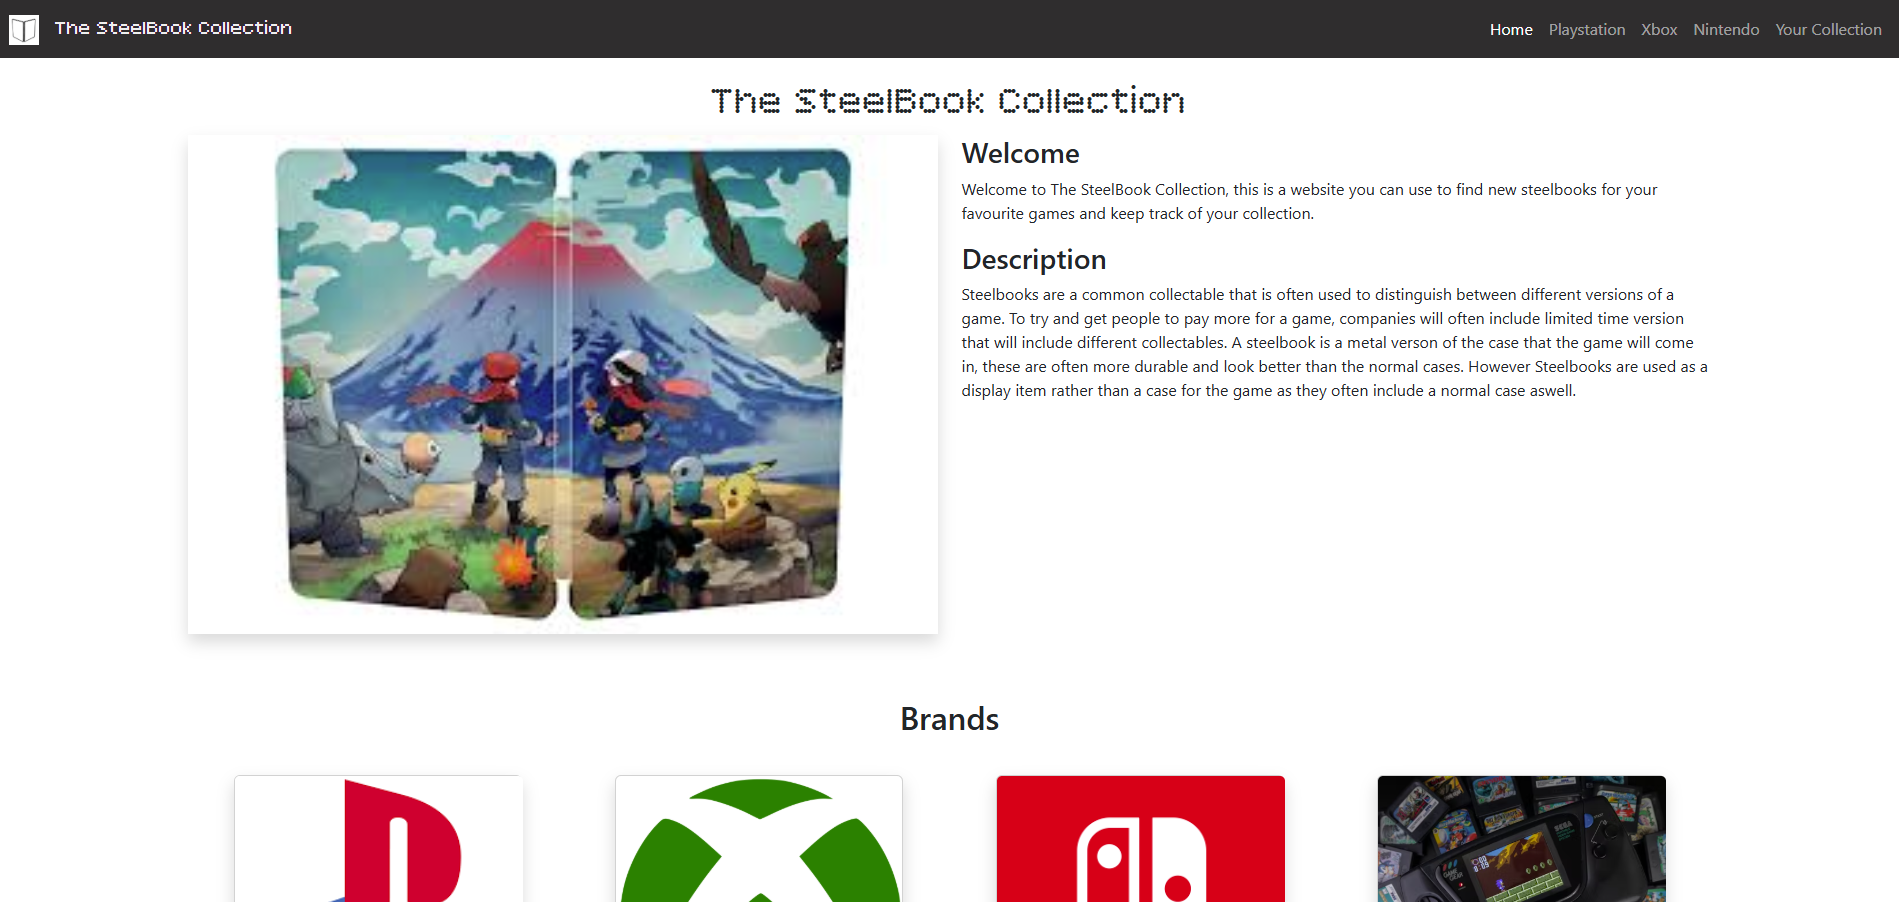 The SteelBook Collection
Home Playstation Xbox Nintendo Your Collection
The SteelBook Collection
Welcome
Welcome to The SteelBook Collection, this is a website you can use to find new steelbooks for your
favourite games and keep track of your collection.
Description
Steelbooks are a common collectable that is often used to distinguish between different versions of a
game. To try and get people to pay more for a game, companies will often include limited time version
that will include different collectables. A steelbook is a metal verson of the case that the game will come
in, these are often more durable and look better than the normal cases. However Steelbooks are used as a
display item rather than a case for the game as they often include a normal case aswell.
Brands
SEGA
GAME GEAR